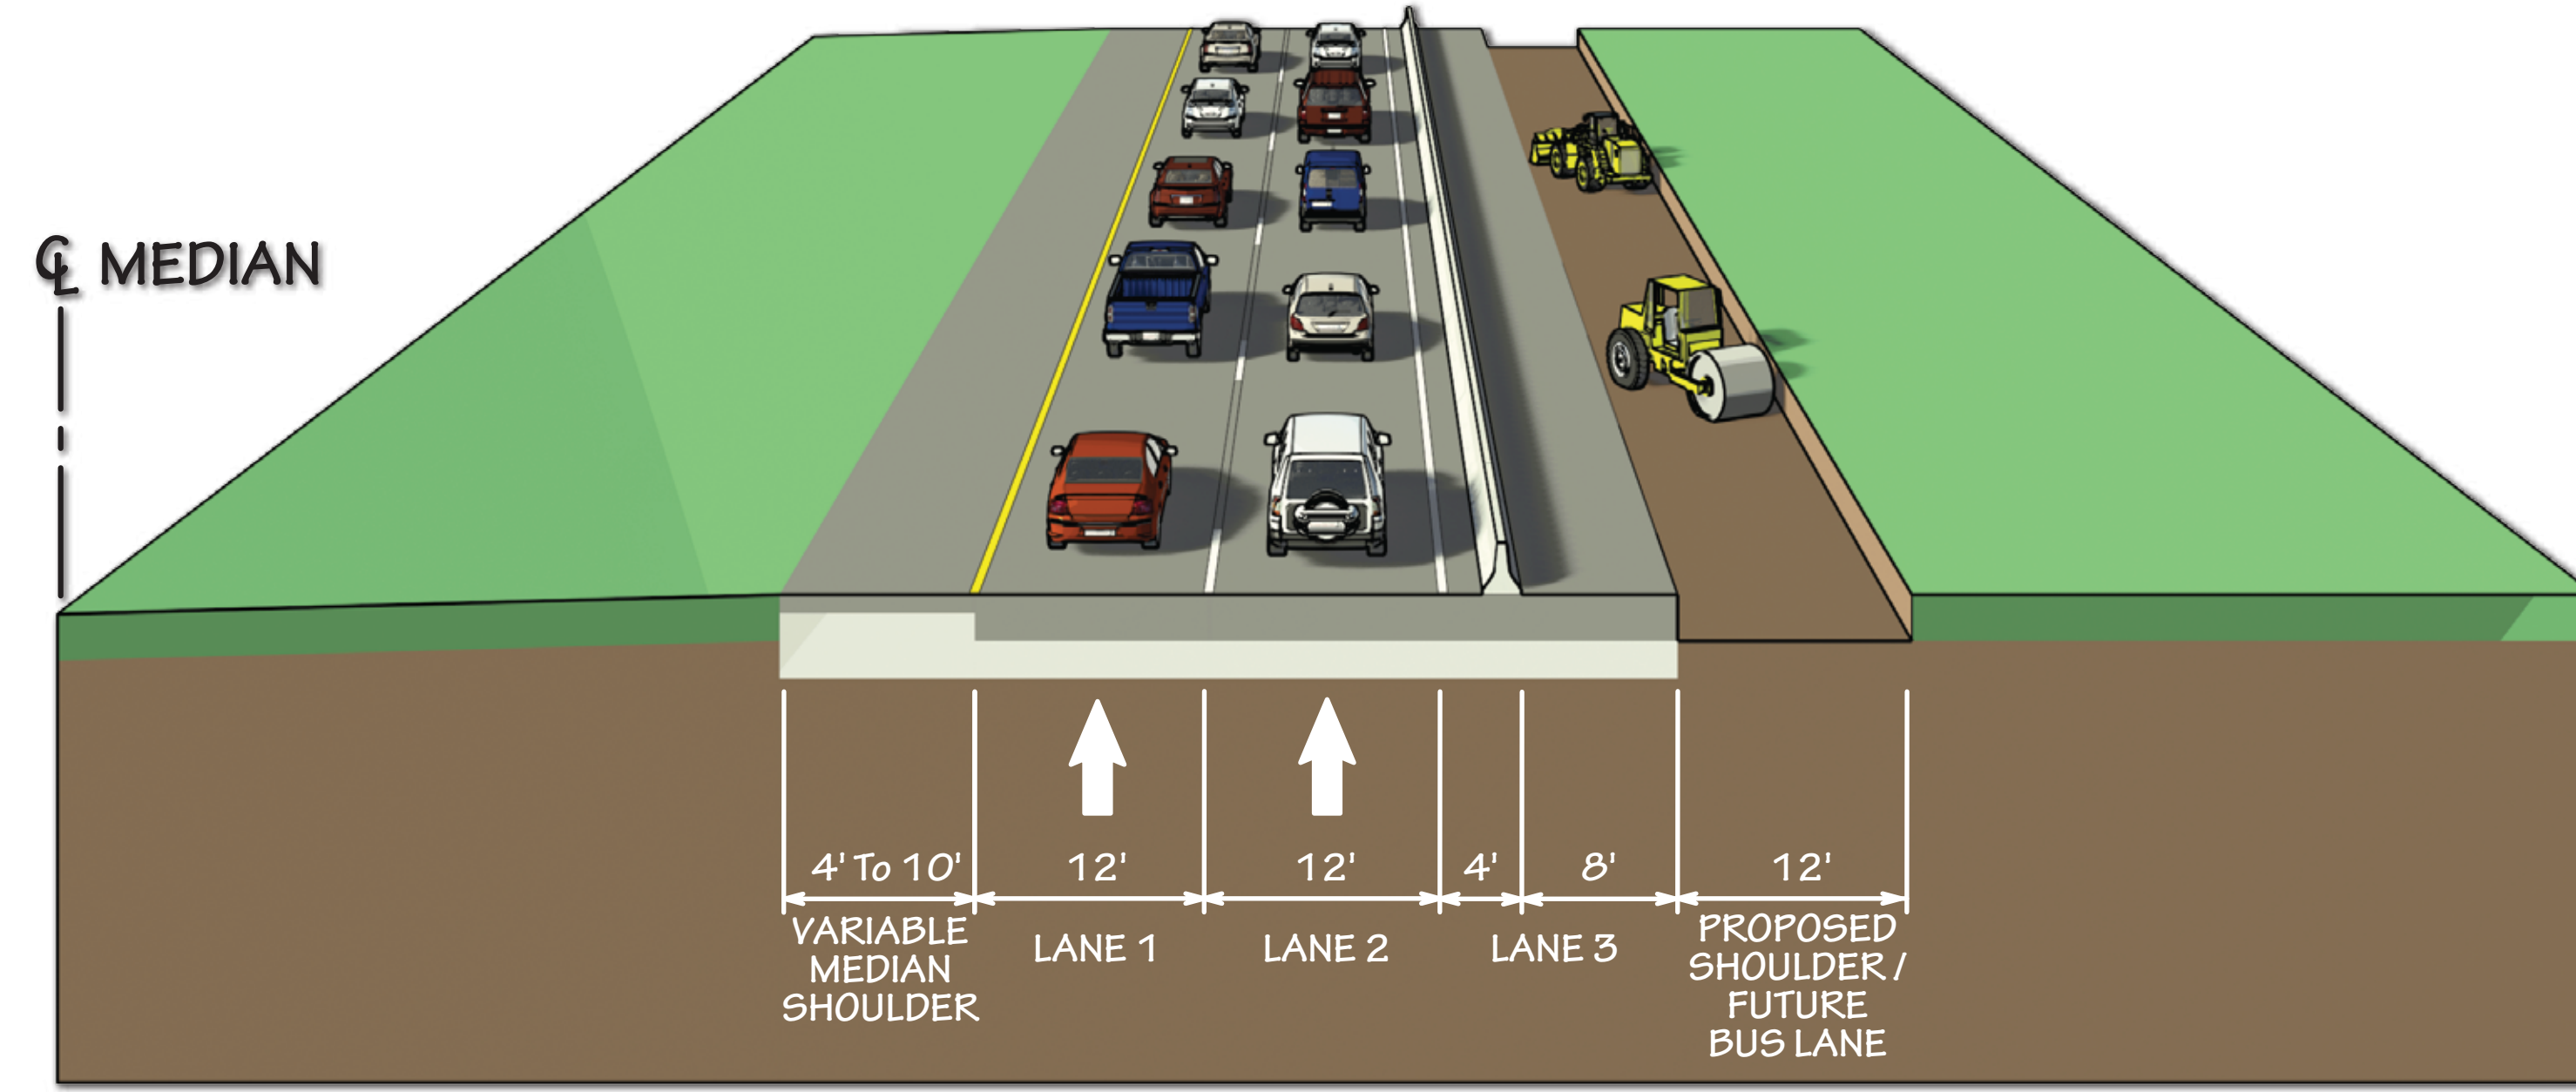 ℄ MEDIAN
4' To 10'
12'
12'
4'
8'
12'
VARIABLE
MEDIAN
SHOULDER
LANE 1
LANE 2
LANE 3
PROPOSED
SHOULDER /
FUTURE
BUS LANE